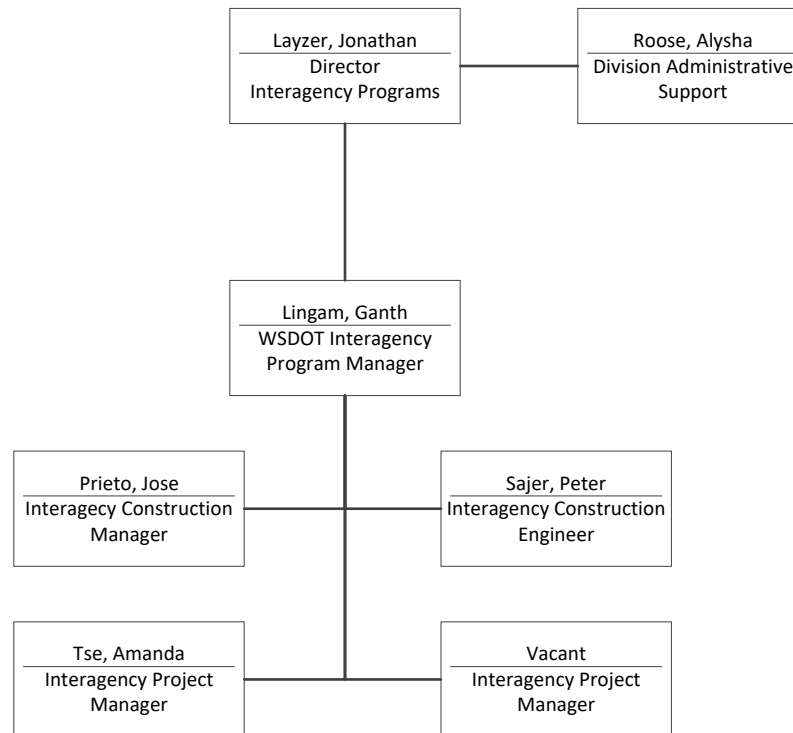 Layzer, Jonathan
Director
Interagency Programs
Roose, Alysha
Division Administrative
Support
Lingam, Ganth
WSDOT Interagency
Program Manager
Prieto, Jose
Interagecy Construction
Manager
Sajer, Peter
Interagency Construction
Engineer
Tse, Amanda
Interagency Project
Manager
Vacant
Interagency Project
Manager